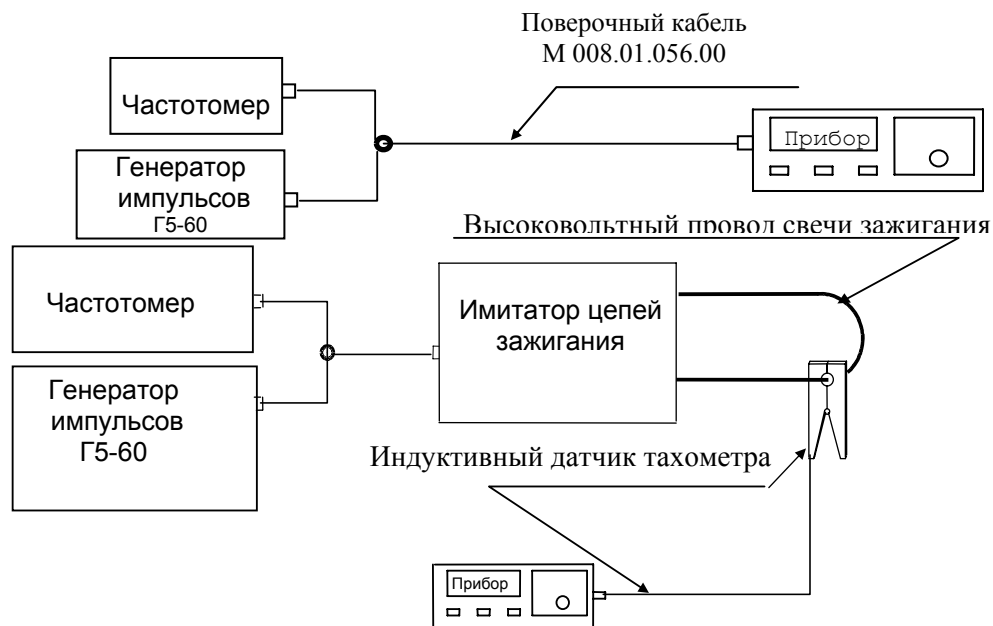 Поверочный кабель
М 008.01.056.00
Частотомер
Прибор
Генератор
импульсов
Г5-60
Высоковольтный провод свечи зажигания
Частотомер
Имитатор цепей
зажигания
Генератор
импульсов
Г5-60
Индуктивный датчик тахометра
Прибор